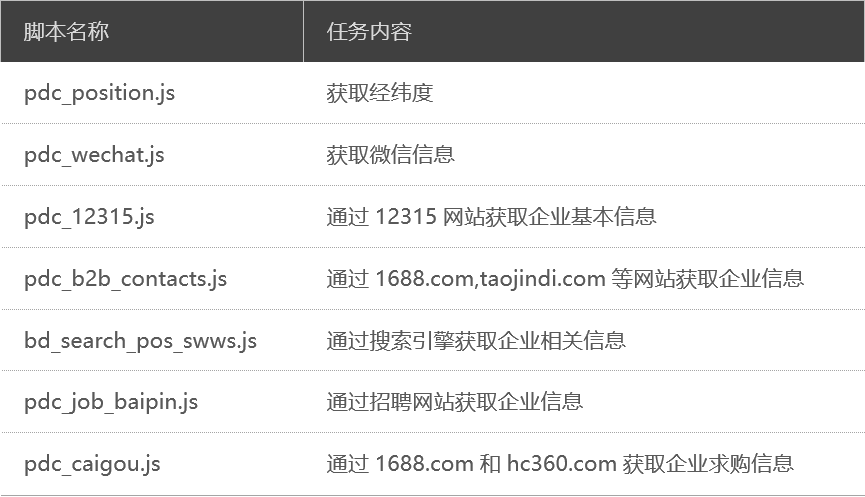 脚本名称 任务内容
pdc_position.js 获取经纬度
pdc_wechat.js 获取微信信息
pdc_12315.js 通过 12315 网站获取企业基本信息
pdc_b2b_contacts.js 通过 1688.com,taojindi.com 等网站获取企业信息
bd_search_pos_swws.js 通过搜索引擎获取企业相关信息
pdc_job_baipin.js 通过招聘网站获取企业信息
pdc_caigou.js 通过 1688.com 和 hc360.com 获取企业求购信息